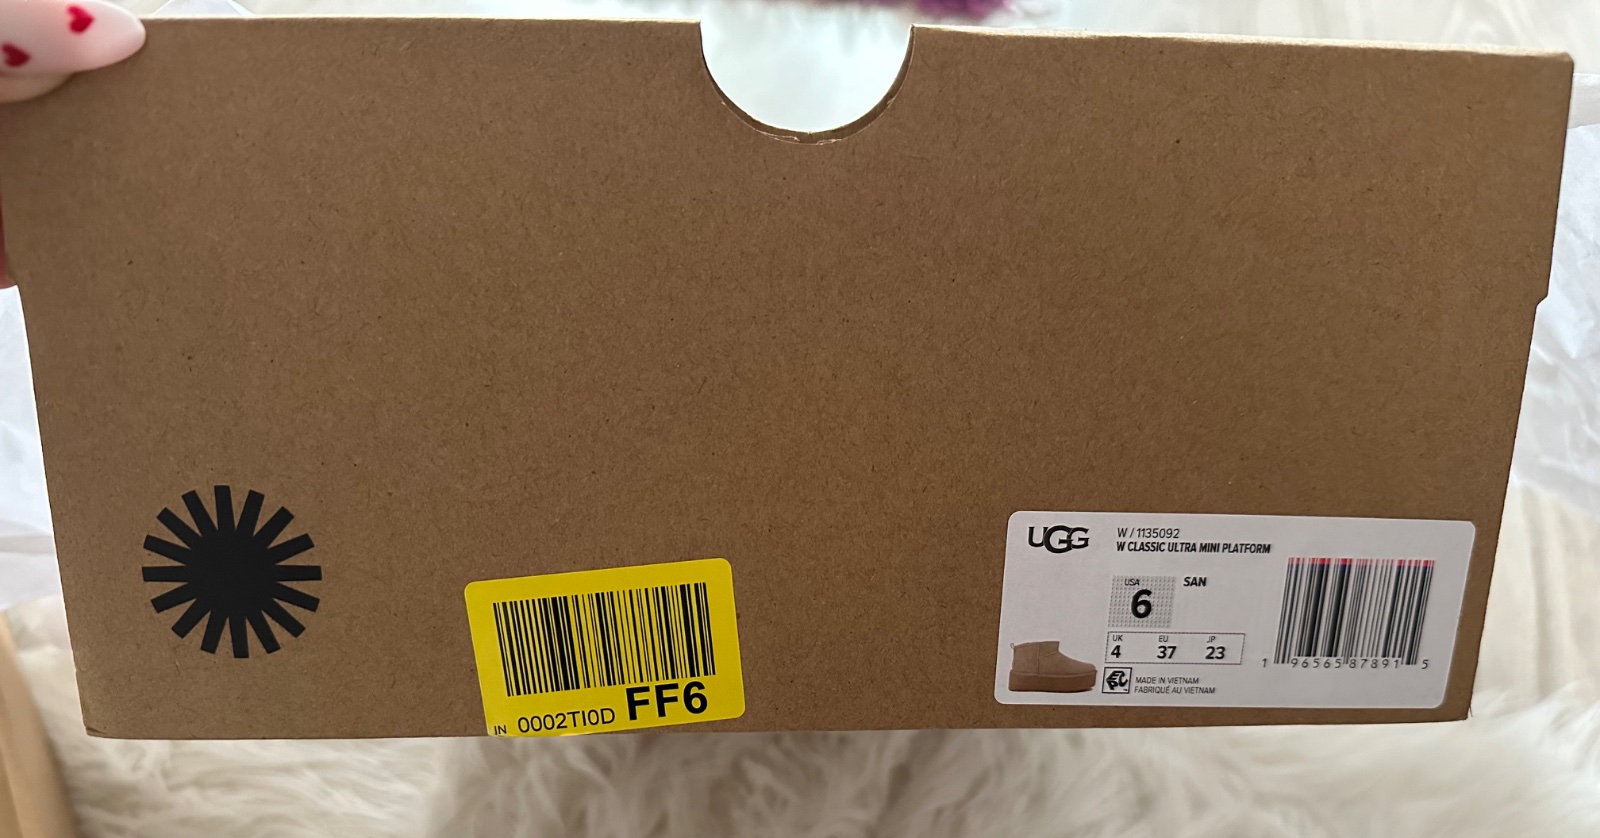 IN 0002TI0D FF6
UGG
W / 1135092
W CLASSIC ULTRA MINI PLATFORM
USA
6
SAN
UK EU JP
4 37 23
MADE IN VIETNAM
FABRIQUÉ AU VIETNAM
1 96565 87891 5